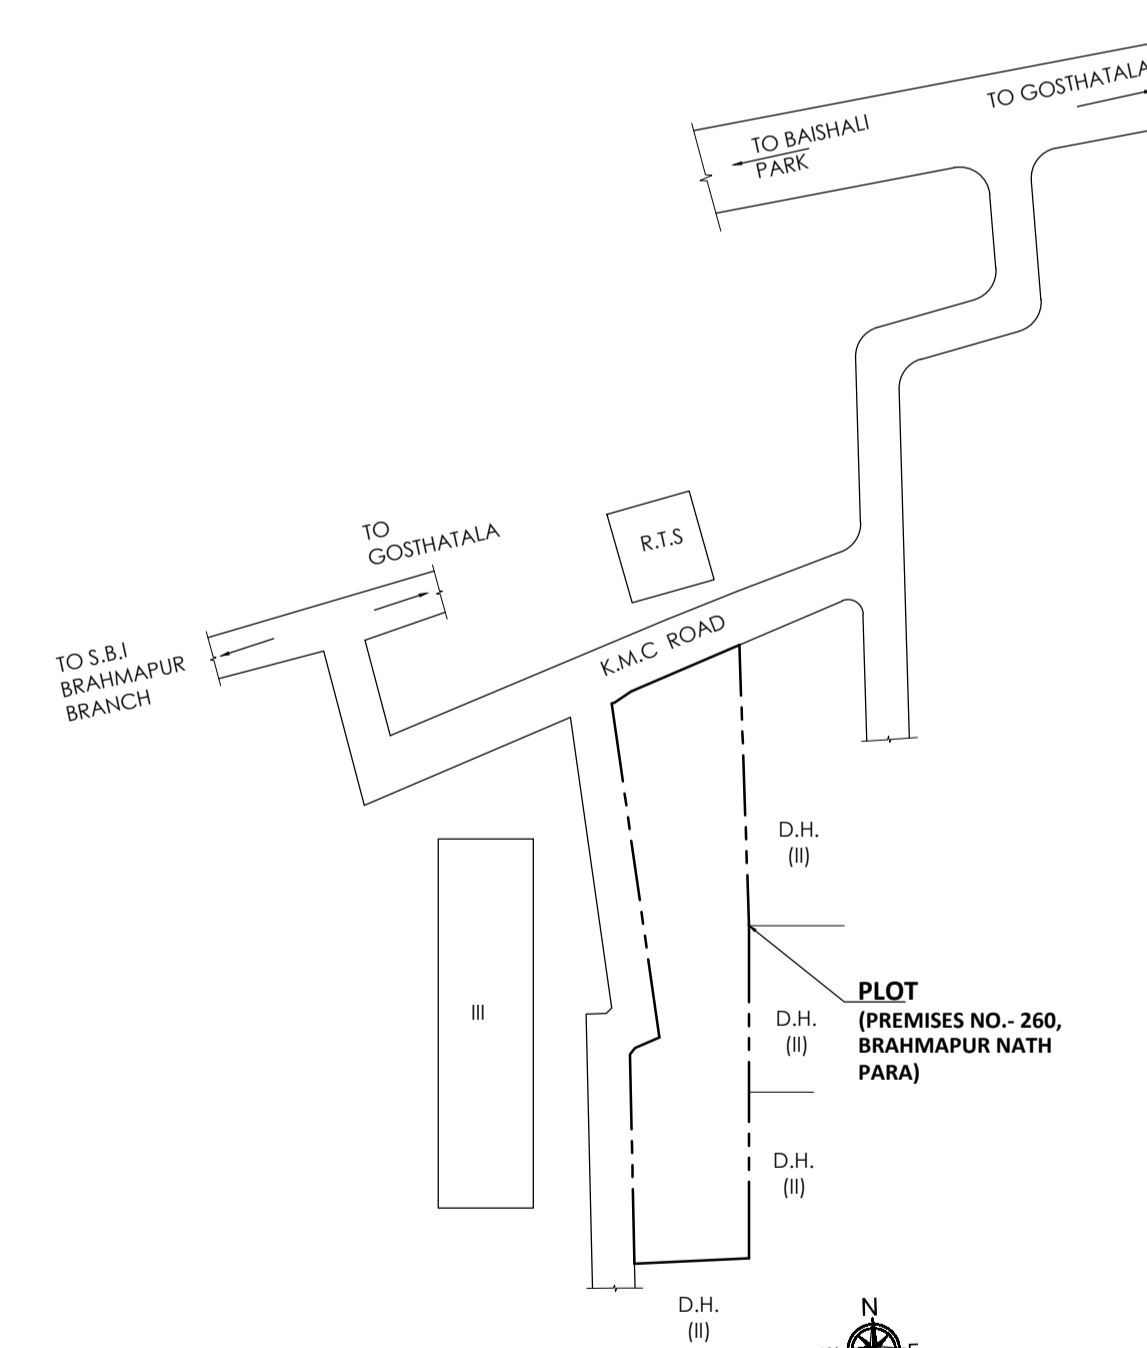 TO GOSTHATALA
TO BAISHALI
PARK
TO
GOSTHATALA
R.T.S
TO S.B.I
BRAHMAPUR
BRANCH
K.M.C ROAD
D.H.
(II)
PLOT
(PREMISES NO.- 260,
BRAHMAPUR NATH
PARA)
III
D.H.
(II)
D.H.
(II)
D.H.
(II)
N